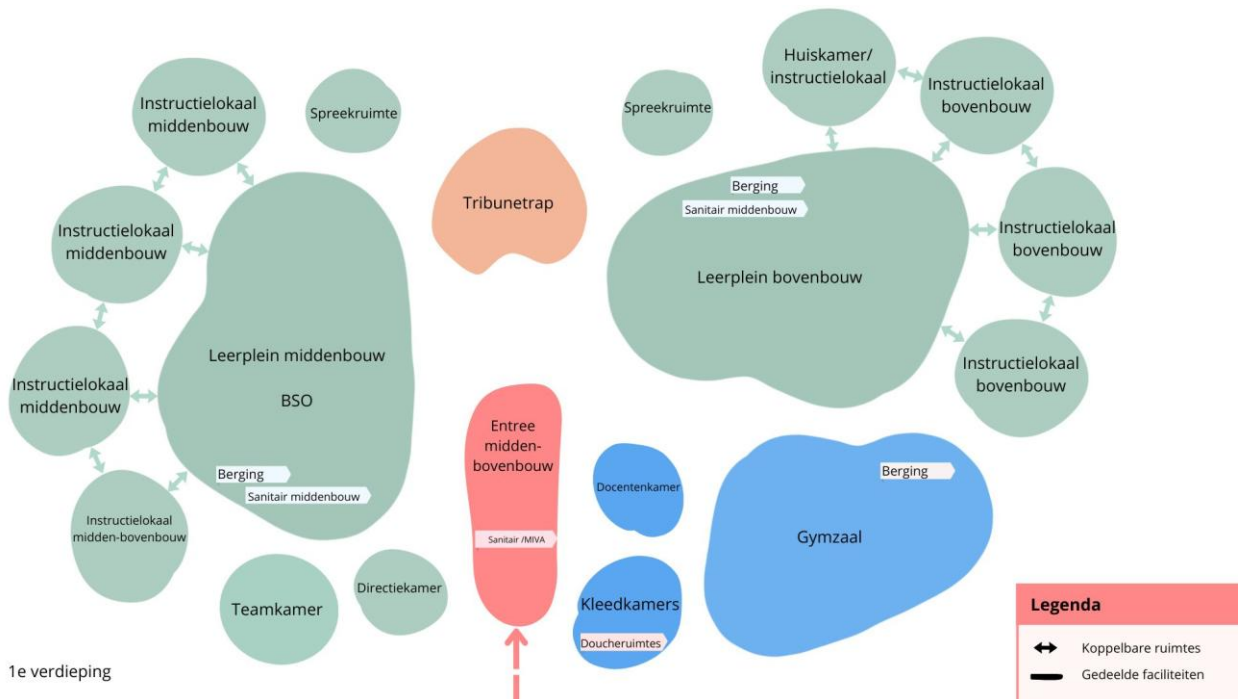 Huiskamer/
instructielokaal
Instructielokaal
middenbouw
Spreekruimte
Spreekruimte
Instructielokaal
bovenbouw
Tribunetrap
Berging
Sanitair middenbouw
Instructielokaal
middenbouw
Instructielokaal
bovenbouw
Leerplein bovenbouw
Leerplein middenbouw
BSO
Instructielokaal
middenbouw
Instructielokaal
bovenbouw
Entree
midden-
bovenbouw
Berging
Sanitair middenbouw
Berging
Docentenkamer
Instructielokaal
midden-bovenbouw
Sanitair /MIVA
Gymzaal
Directiekamer
Teamkamer
Kleedkamers
Doucheruimtes
Legenda
Koppelbare ruimtes
Gedeelde faciliteiten
1e verdieping